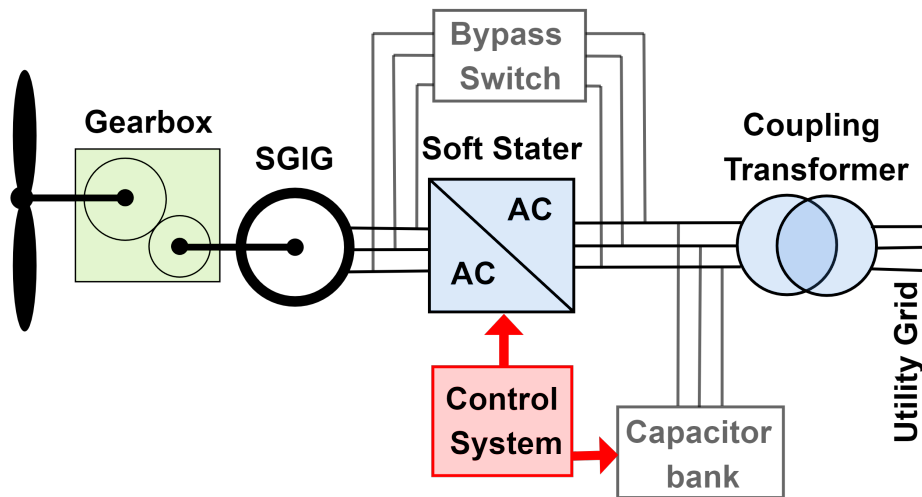 Bypass
Switch
Gearbox
SGIG
Soft Stater
Coupling
Transformer
AC
AC
Control
System
Capacitor
bank
Utility Grid